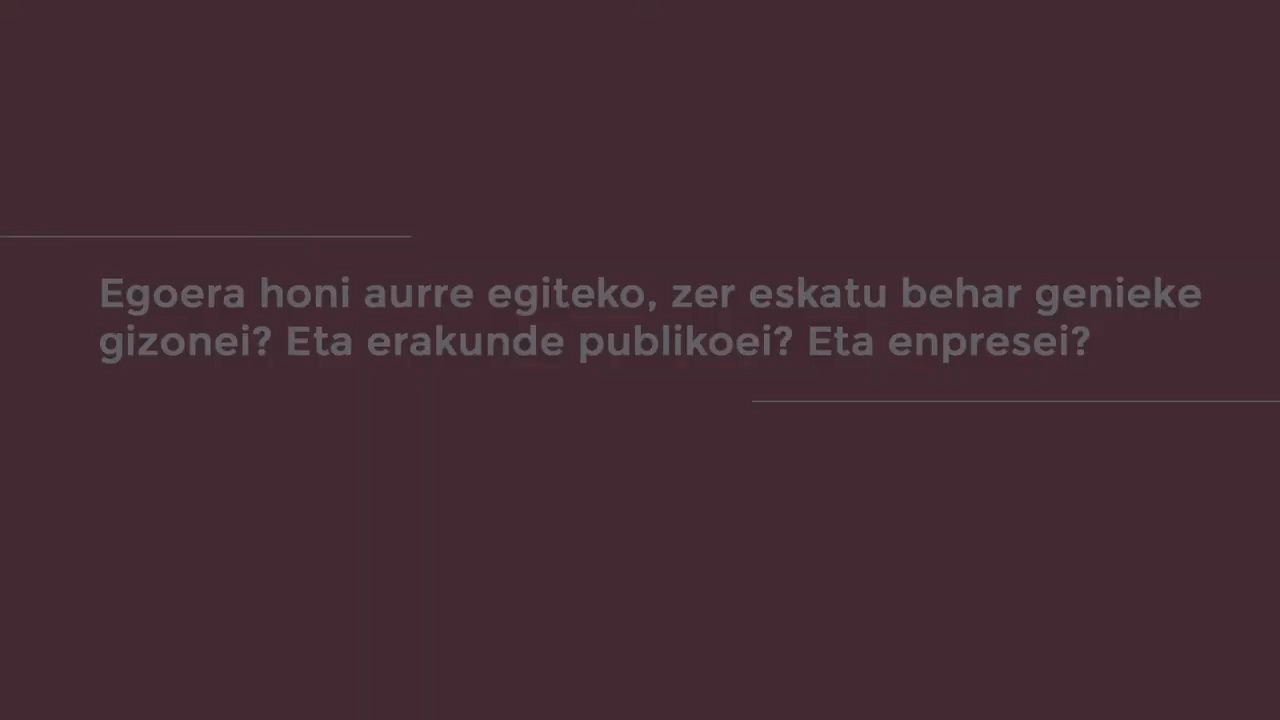 Egoera honi aurre egiteko, zer eskatu behar genieke
gizonei? Eta erakunde publikoei? Eta enpresei?